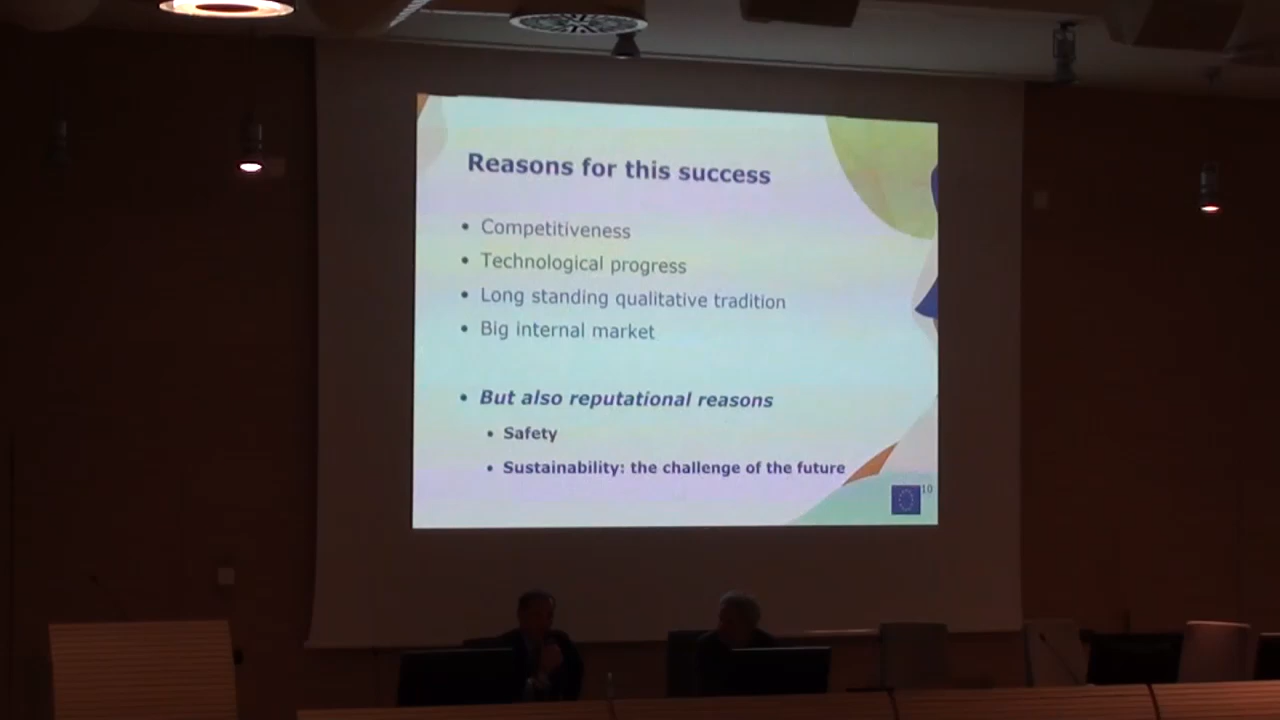 Reasons for this success
• Competitiveness
• Technological progress
• Long standing qualitative tradition
• Big internal market
• But also reputational reasons
• Safety
• Sustainability: the challenge of the future
10